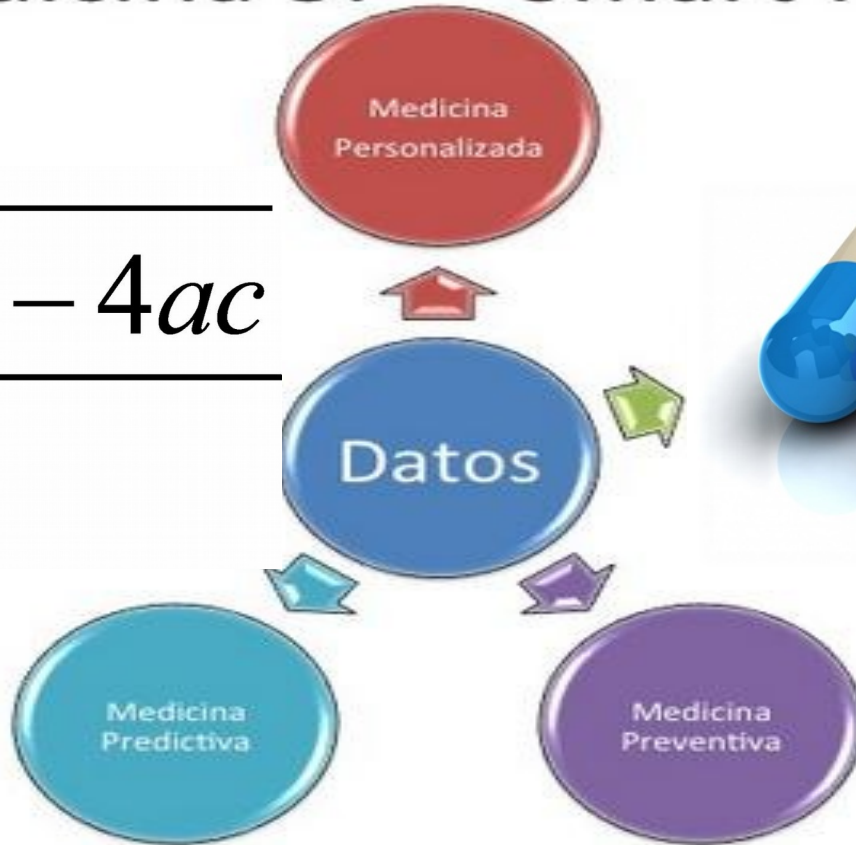 Medicina
Personalizada
– 4ac
Datos
Medicina
Predictiva
Medicina
Preventiva